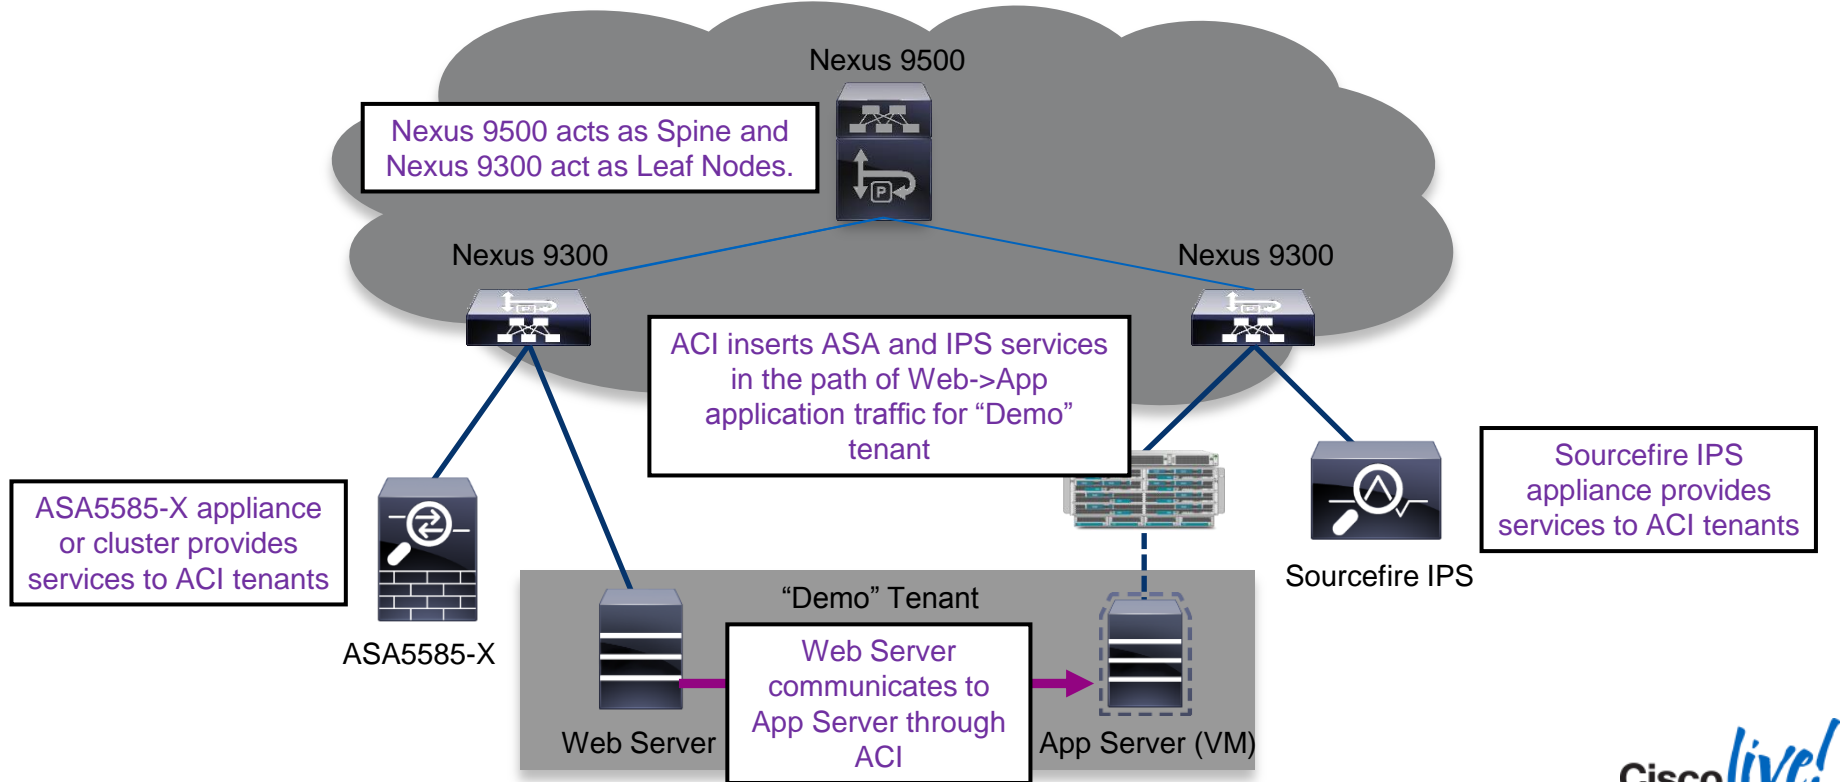 Nexus 9500
Nexus 9500 acts as Spine and
Nexus 9300 act as Leaf Nodes.
P
Nexus 9300
Nexus 9300
P
P
ACI inserts ASA and IPS services
in the path of Web->App
application traffic for “Demo”
tenant
ASA5585-X appliance
or cluster provides
services to ACI tenants
Sourcefire IPS
appliance provides
services to ACI tenants
Sourcefire IPS
“Demo” Tenant
ASA5585-X
Web Server
communicates to
App Server through
ACI
Web Server
App Server (VM)
Cisco live!